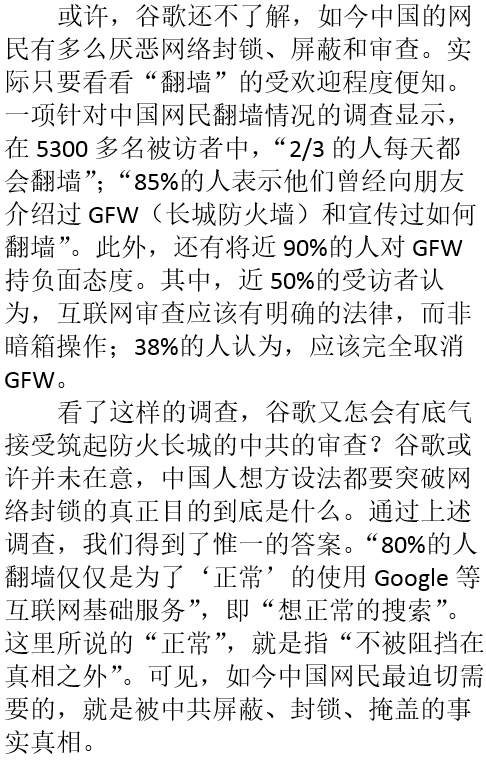 或许，谷歌还不了解，如今中国的网
民有多么厌恶网络封锁、屏蔽和审查。实
际只要看看“翻墙”的受欢迎程度便知。
一项针对中国网民翻墙情况的调查显示，
在 5300 多名被访者中，“2/3 的人每天都
会翻墙”；“85%的人表示他们曾经向朋友
介绍过 GFW（长城防火墙）和宣传过如何
翻墙”。此外，还有将近 90%的人对 GFW
持负面态度。其中，近 50%的受访者认
为，互联网审查应该有明确的法律，而非
暗箱操作；38%的人认为，应该完全取消
GFW。
看了这样的调查，谷歌又怎会有底气
接受筑起防火长城的中共的审查？谷歌或
许并未在意，中国人想方设法都要突破网
络封锁的真正目的到底是什么。通过上述
调查，我们得到了惟一的答案。“80%的人
翻墙仅仅是为了‘正常’的使用 Google 等
互联网基础服务”，即“想正常的搜索”。
这里所说的“正常”，就是指“不被阻挡在
真相之外”。可见，如今中国网民最迫切需
要的，就是被中共屏蔽、封锁、掩盖的事
实真相。